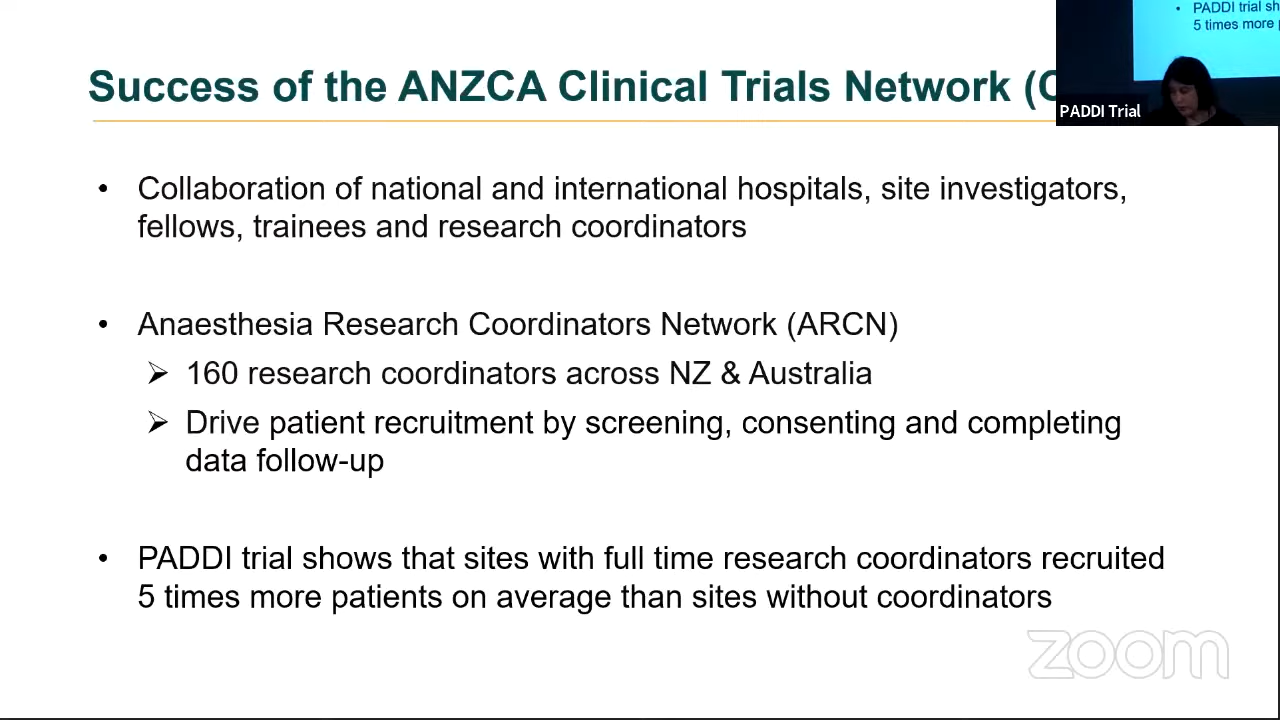 Success of the ANZCA Clinical Trials Network (C
PADDI trial sh
5 times more
PADDI Trial
• Collaboration of national and international hospitals, site investigators,
fellows, trainees and research coordinators
• Anaesthesia Research Coordinators Network (ARCN)
➢ 160 research coordinators across NZ & Australia
➢ Drive patient recruitment by screening, consenting and completing
data follow-up
• PADDI trial shows that sites with full time research coordinators recruited
5 times more patients on average than sites without coordinators
zoom